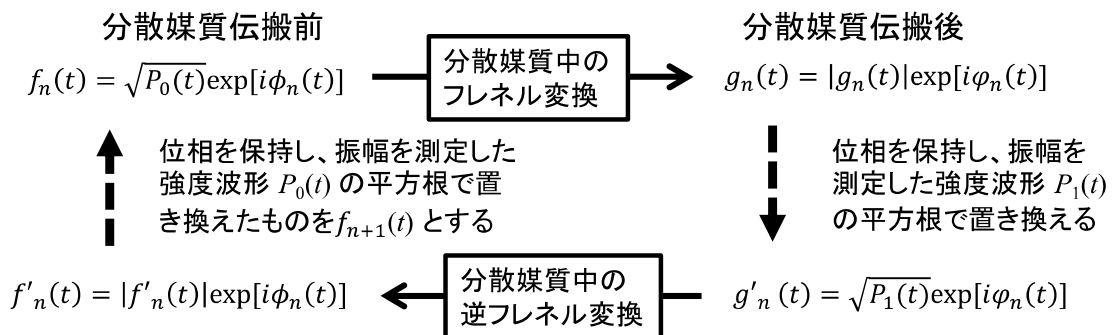 分散媒質伝搬前
分散媒質伝搬後
f_n(t) = √P_0(t) exp[iϕ_n(t)]
分散媒質中の
フレネル変換
g_n(t) = |g_n(t)|exp[iφ_n(t)]
位相を保持し、振幅を測定した
強度波形 P_0(t) の平方根で置
き換えたものをf_{n+1}(t) とする
位相を保持し、振幅を
測定した強度波形 P_1(t)
の平方根で置き換える
f'_n(t) = |f'_n(t)|exp[iϕ_n(t)]
分散媒質中の
逆フレネル変換
g'_n (t) = √P_1(t) exp[iφ_n(t)]